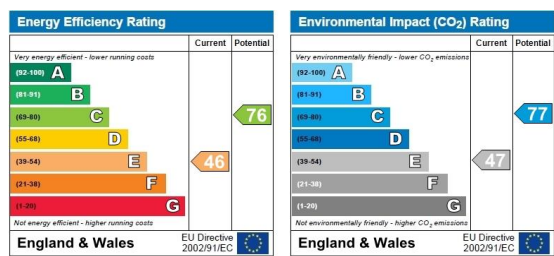 Energy Efficiency Rating
Current Potential
Very energy efficient - lower running costs
(92-100) A
(81-91) B
(69-80) C
76
(55-68) D
(39-54) E
46
(21-38) F
(1-20) G
Not energy efficient - higher running costs
England & Wales
EU Directive
2002/91/EC
Environmental Impact (CO₂) Rating
Current Potential
Very environmentally friendly - lower CO₂ emissions
(92-100) A
(81-91) B
(69-80) C
77
(55-68) D
(39-54) E
47
(21-38) F
(1-20) G
Not environmentally friendly - higher CO₂ emissions
England & Wales
EU Directive
2002/91/EC